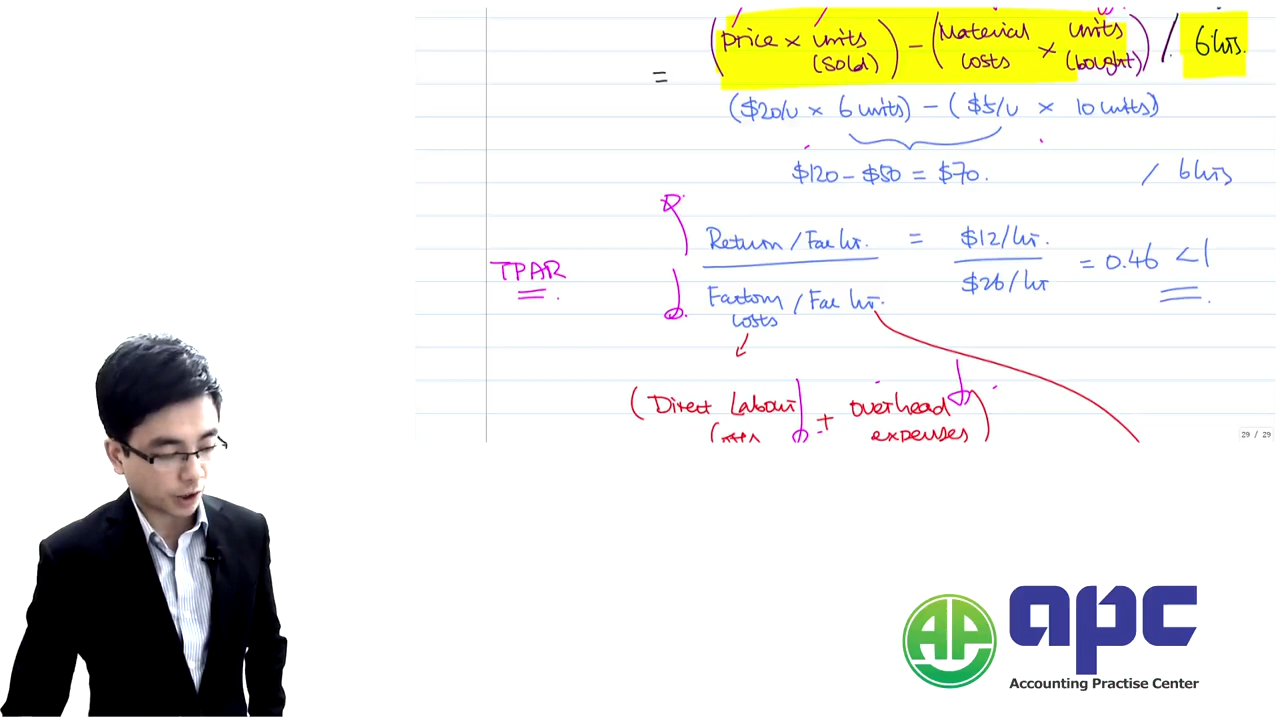 (Price × units (sold)) − (Material costs × units (bought)) / 6hrs.
=
($20/u × 6 units) − ($5/u × 10 units)
$120 − $50 = $70. / 6hrs
TPAR
Return / Fac hr. = $12/hr. = 0.46 < 1
Factory costs / Fac hr. $26/hr
(Direct Labour + overhead expenses)
29 / 29
AP
apc
Accounting Practise Center